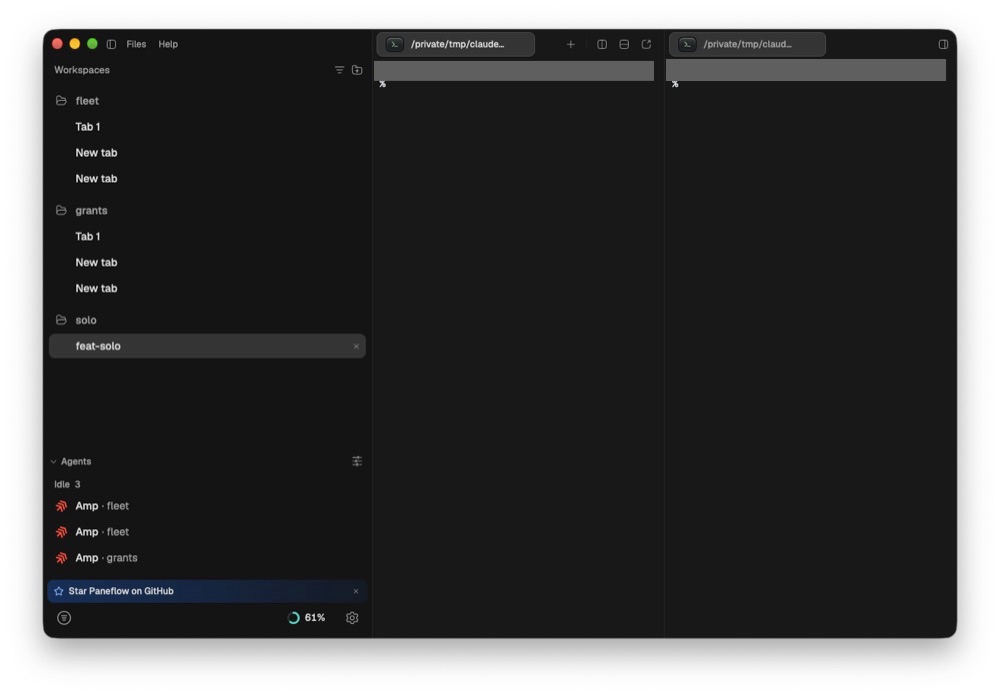 Files Help
Workspaces
fleet
Tab 1
New tab
New tab
grants
Tab 1
New tab
New tab
solo
feat-solo
Agents
Idle 3
Amp · fleet
Amp · fleet
Amp · grants
Star Paneflow on GitHub
61%
/private/tmp/claude...
%
/private/tmp/claud...
%